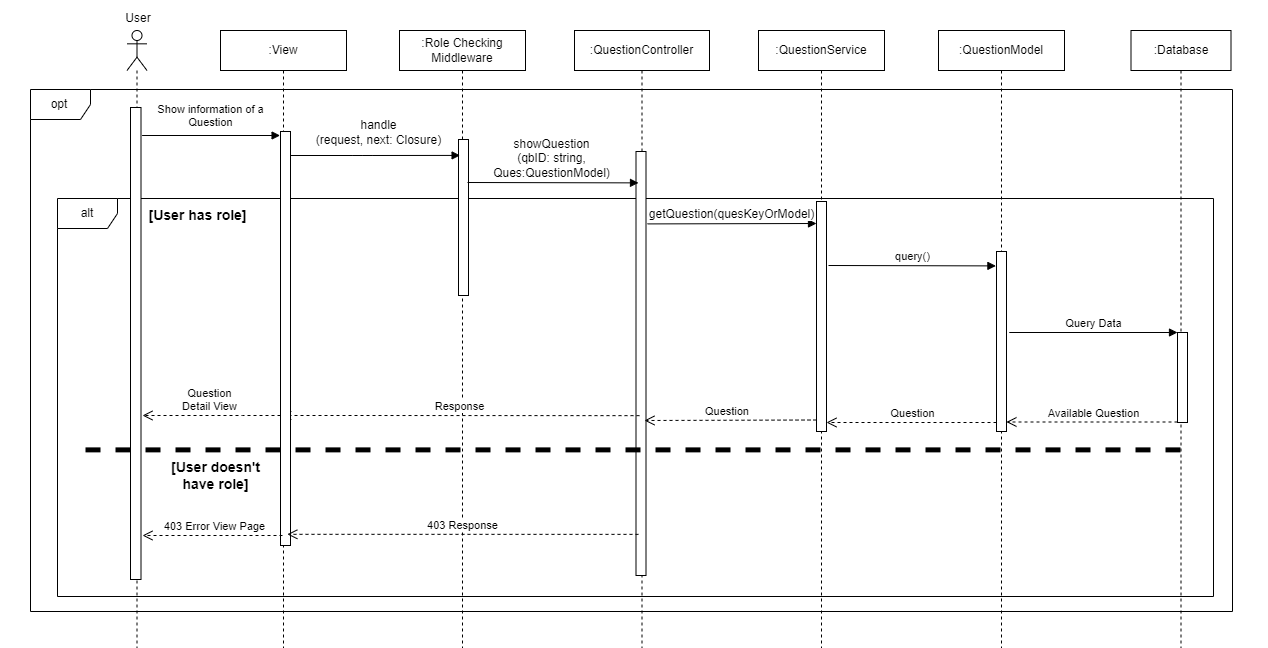 User
:View
:Role Checking
Middleware
:QuestionController
:QuestionService
:QuestionModel
:Database
opt
Show information of a
Question
handle
(request, next: Closure)
showQuestion
(qbID: string,
Ques:QuestionModel)
alt
[User has role]
getQuestion(quesKeyOrModel)
query()
Query Data
Question
Detail View
Response
Question
Question
Available Question
[User doesn't
have role]
403 Error View Page
403 Response